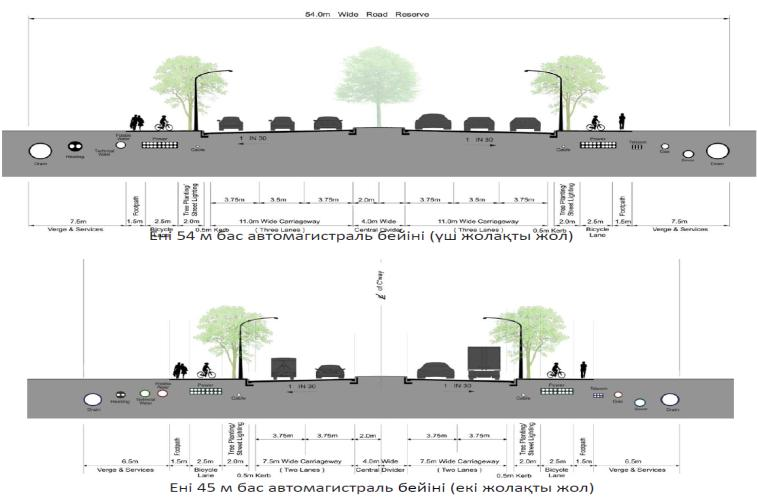 54.0m Wide Road Reserve
Potable Water
Power
Heating
Technical Water
Cable
Drain
1 IN 30
1 IN 30
Power
Telecom
Cable
Gas
Drain
3.75m 3.5m 3.75m 2.0m 3.75m 3.5m 3.75m
Footpath
Tree Planting/
Street Lighting
Tree Planting/
Street Lighting
Footpath
7.5m 1.5m 2.5m 2.0m 11.0m Wide Carriageway 4.0m Wide 11.0m Wide Carriageway 2.0m 2.5m 1.5m 7.5m
Verge & Services Bicycle Lane 0.5m Kerb ( Three Lanes ) Central Divider ( Three Lanes ) 0.5m Kerb Bicycle Lane Verge & Services
Ені 54 м бас автомагистраль бейіні (үш жолақты жол)
of C'way
Potable Water
Power
Heating
Technical Water
Cable
Drain
1 IN 30
1 IN 30
Power
Telecom
Cable
Gas
Drain
3.75m 3.75m 2.0m 3.75m 3.75m
Footpath
Tree Planting/
Street Lighting
Tree Planting/
Street Lighting
Footpath
6.5m 1.5m 2.5m 2.0m 7.5m Wide Carriageway 4.0m Wide 7.5m Wide Carriageway 2.0m 2.5m 1.5m 6.5m
Verge & Services Bicycle Lane 0.5m Kerb ( Two Lanes ) Central Divider ( Two Lanes ) 0.5m Kerb Bicycle Lane Verge & Services
Ені 45 м бас автомагистраль бейіні (екі жолақты жол)